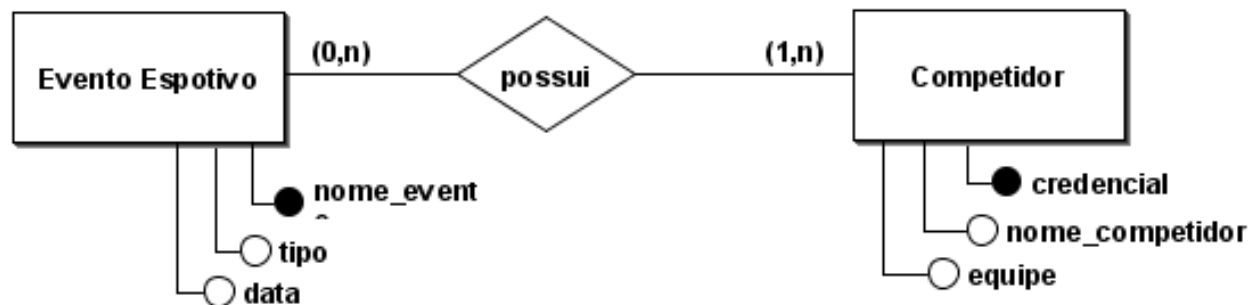 Evento Espotivo
(0,n)
possui
(1,n)
Competidor
nome_event
tipo
data
credencial
nome_competidor
equipe